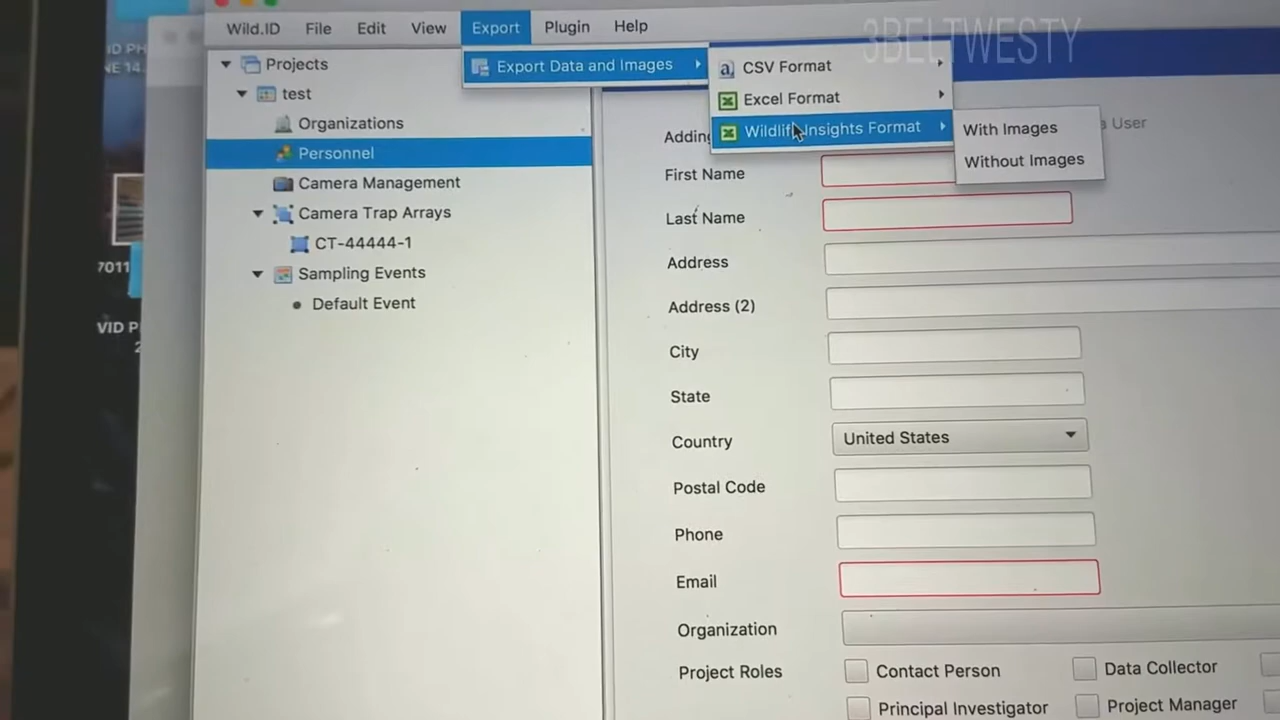 3BELTWESTY
Wild.ID File Edit View Export Plugin Help
Projects
test
Organizations
Personnel
Camera Management
Camera Trap Arrays
CT-44444-1
Sampling Events
Default Event
Export Data and Images
CSV Format
Excel Format
Wildlife Insights Format
With Images
Without Images
Adding
User
First Name
Last Name
Address
Address (2)
City
State
Country
United States
Postal Code
Phone
Email
Organization
Project Roles
Contact Person
Data Collector
Principal Investigator
Project Manager
7011
VID P